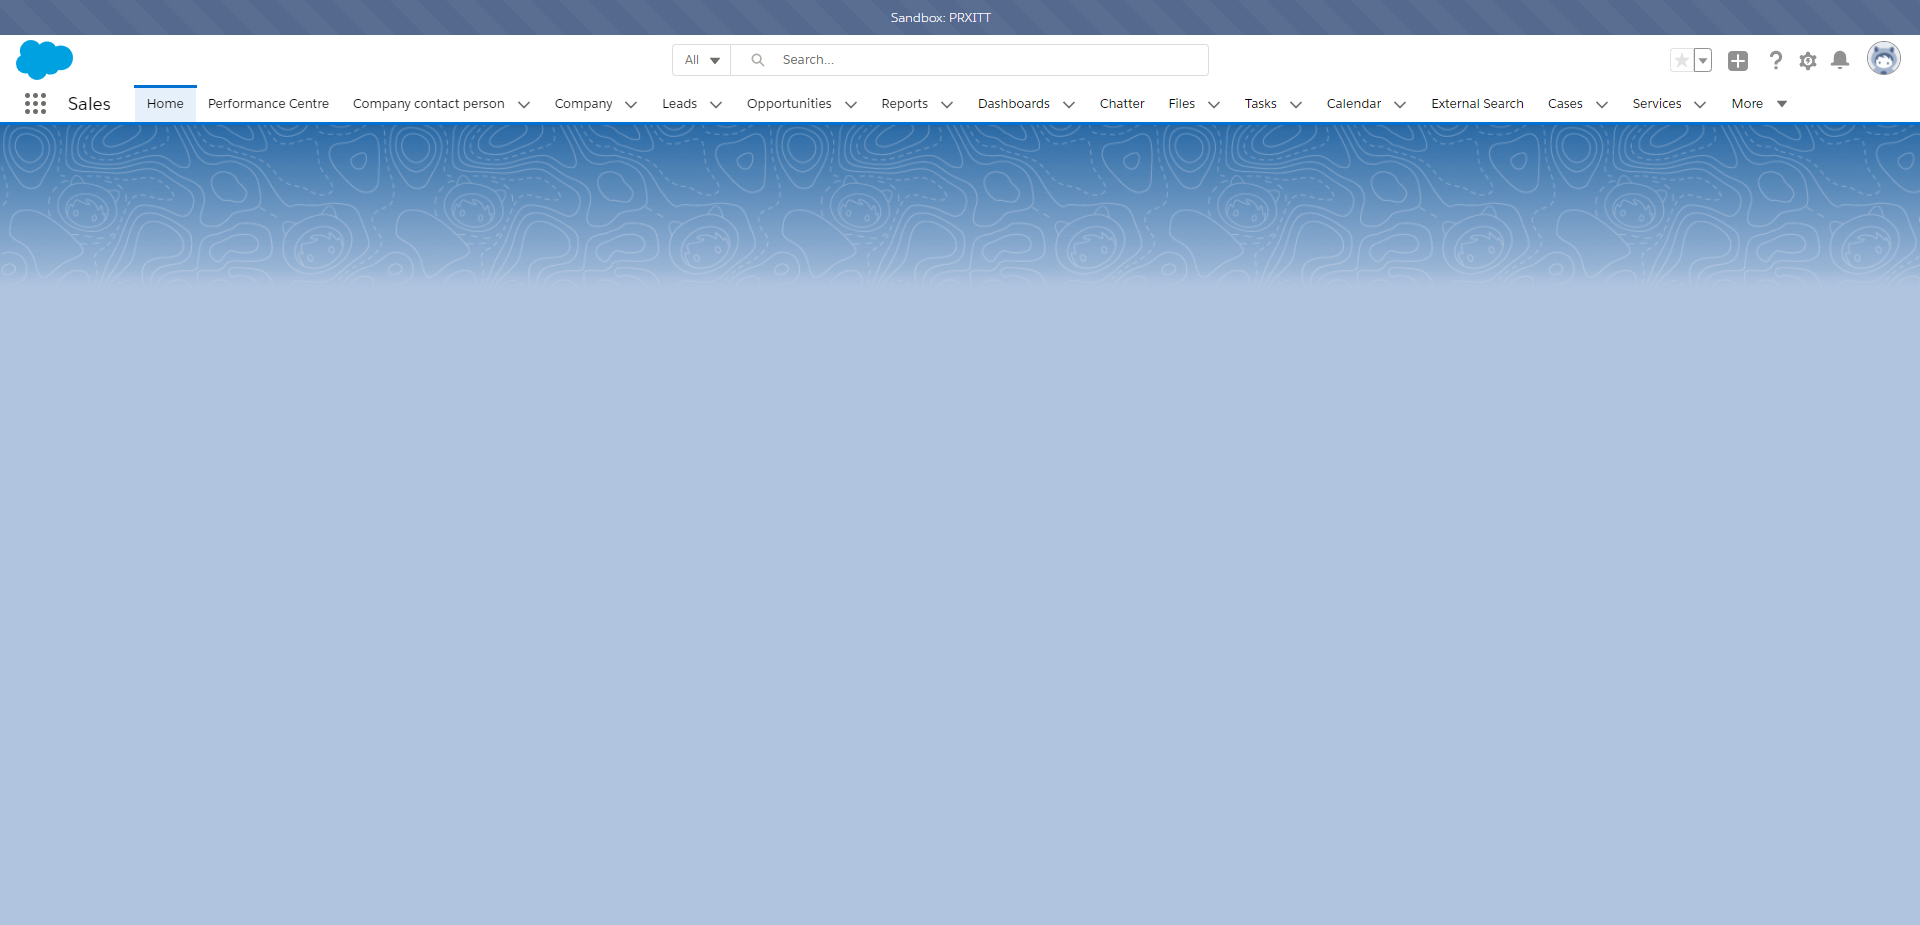 Sandbox: PRXITT
All
Search...
Sales
Home
Performance Centre
Company contact person
Company
Leads
Opportunities
Reports
Dashboards
Chatter
Files
Tasks
Calendar
External Search
Cases
Services
More